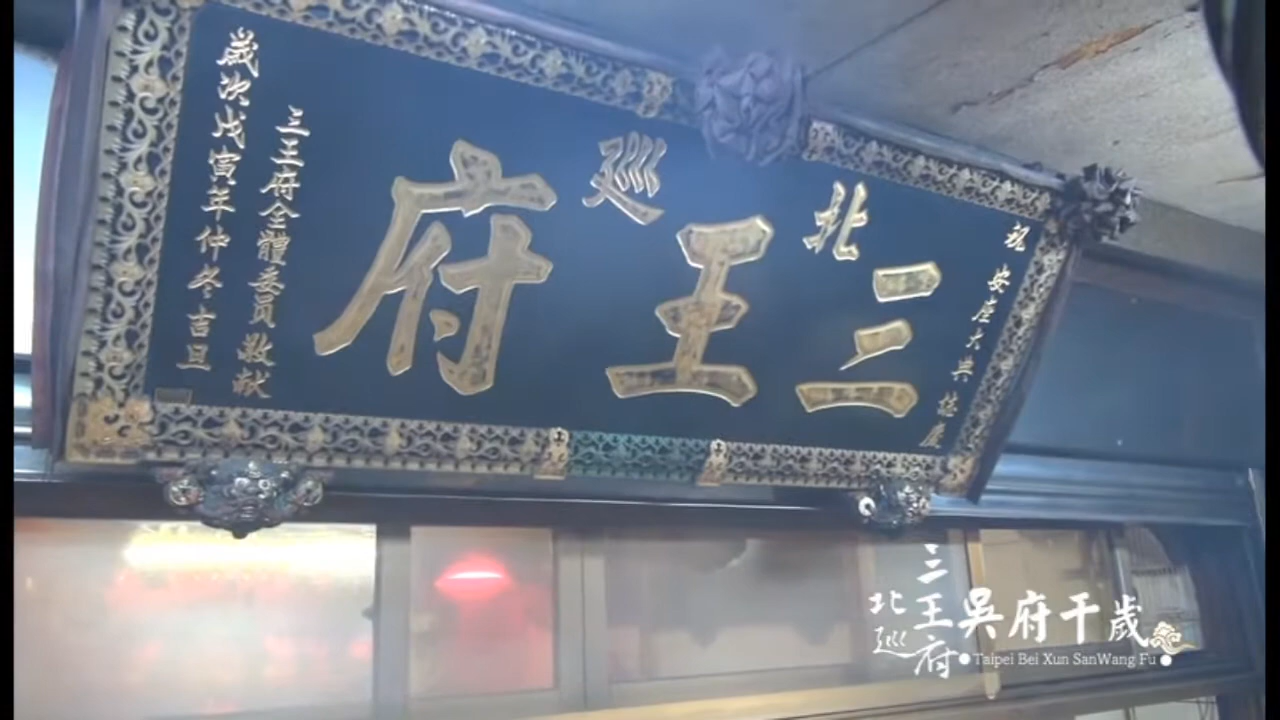 祝 安座大典誌慶
北巡
三王府
三王府全體委員敬獻
歲次戊寅年仲冬吉旦
北巡
三王府
吳府千歲
Taipei Bei Xun SanWang Fu